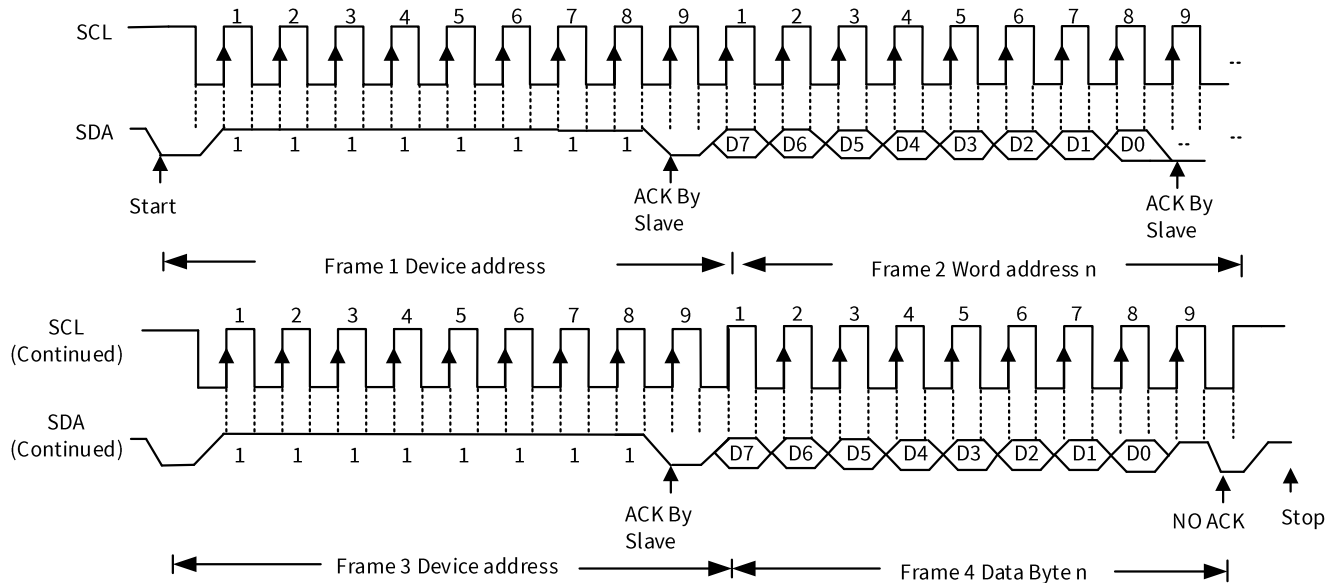 1 2 3 4 5 6 7 8 9 1 2 3 4 5 6 7 8 9
SCL
--
SDA
1 1 1 1 1 1 1 1 D7 D6 D5 D4 D3 D2 D1 D0 --
--
Start
ACK By
Slave
ACK By
Slave
Frame 1 Device address
Frame 2 Word address n
1 2 3 4 5 6 7 8 9 1 2 3 4 5 6 7 8 9
SCL
(Continued)
SDA
(Continued)
1 1 1 1 1 1 1 1 D7 D6 D5 D4 D3 D2 D1 D0
ACK By
Slave
NO ACK
Stop
Frame 3 Device address
Frame 4 Data Byte n